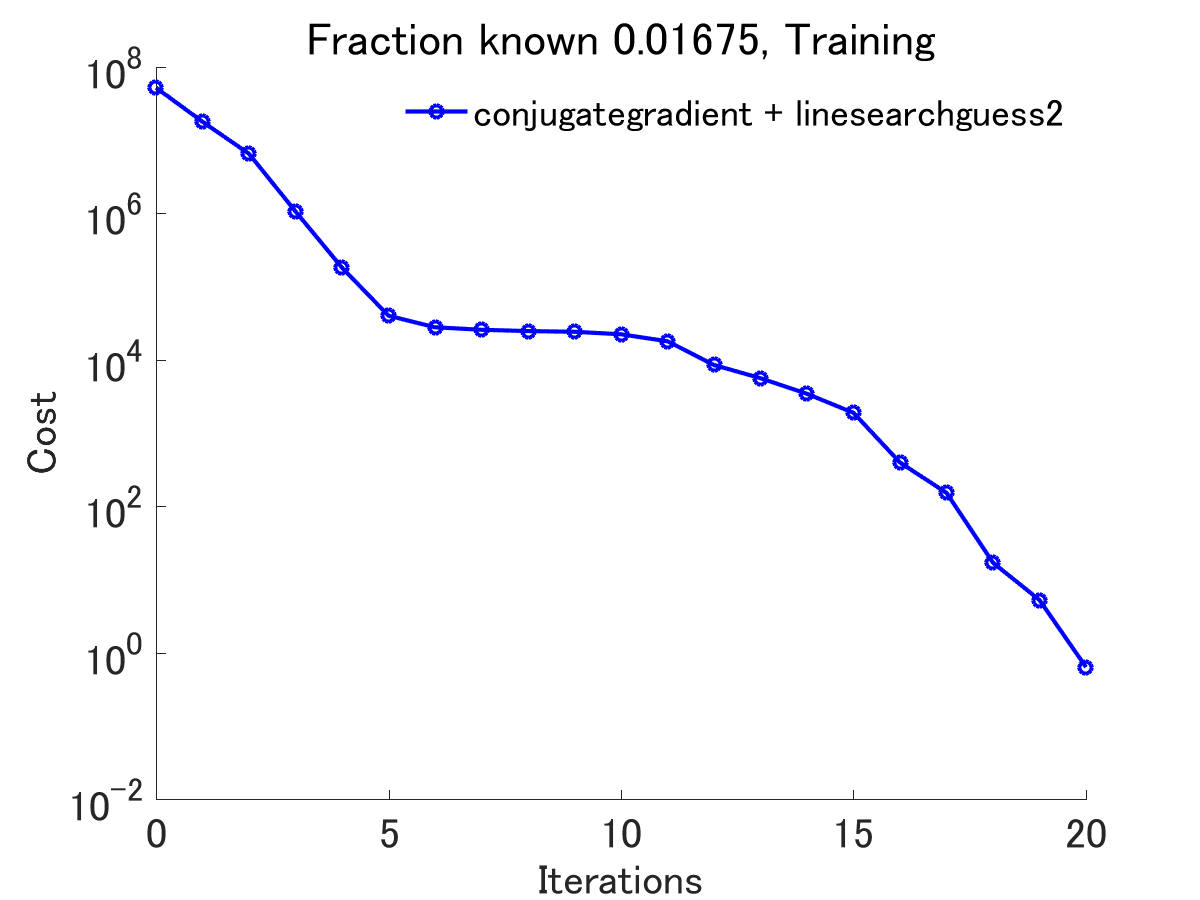 Fraction known 0.01675, Training
conjugategradient + linesearchguess2
10^8
10^6
10^4
10^2
10^0
10^-2
Cost
0 5 10 15 20
Iterations